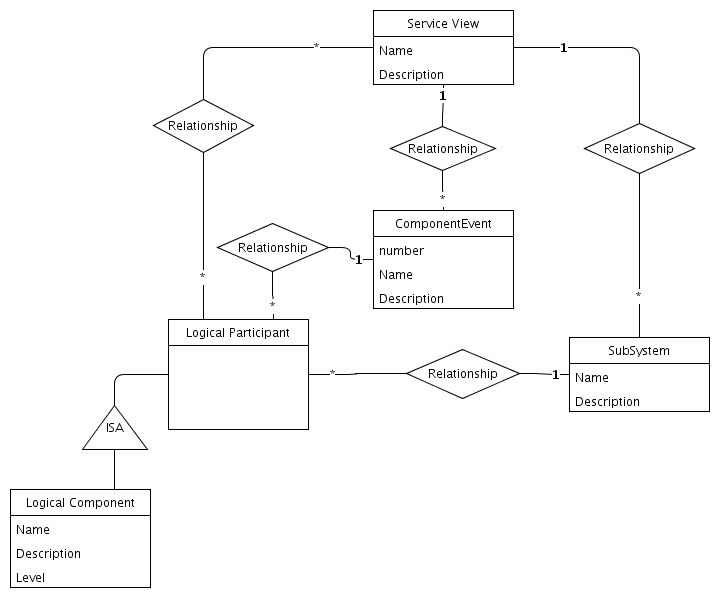 Service View
Name
Description
*
1
1
Relationship
Relationship
Relationship
*
ComponentEvent
number
Name
Description
Relationship
1
*
*
*
Logical Participant
SubSystem
Name
Description
*
Relationship
1
ISA
Logical Component
Name
Description
Level